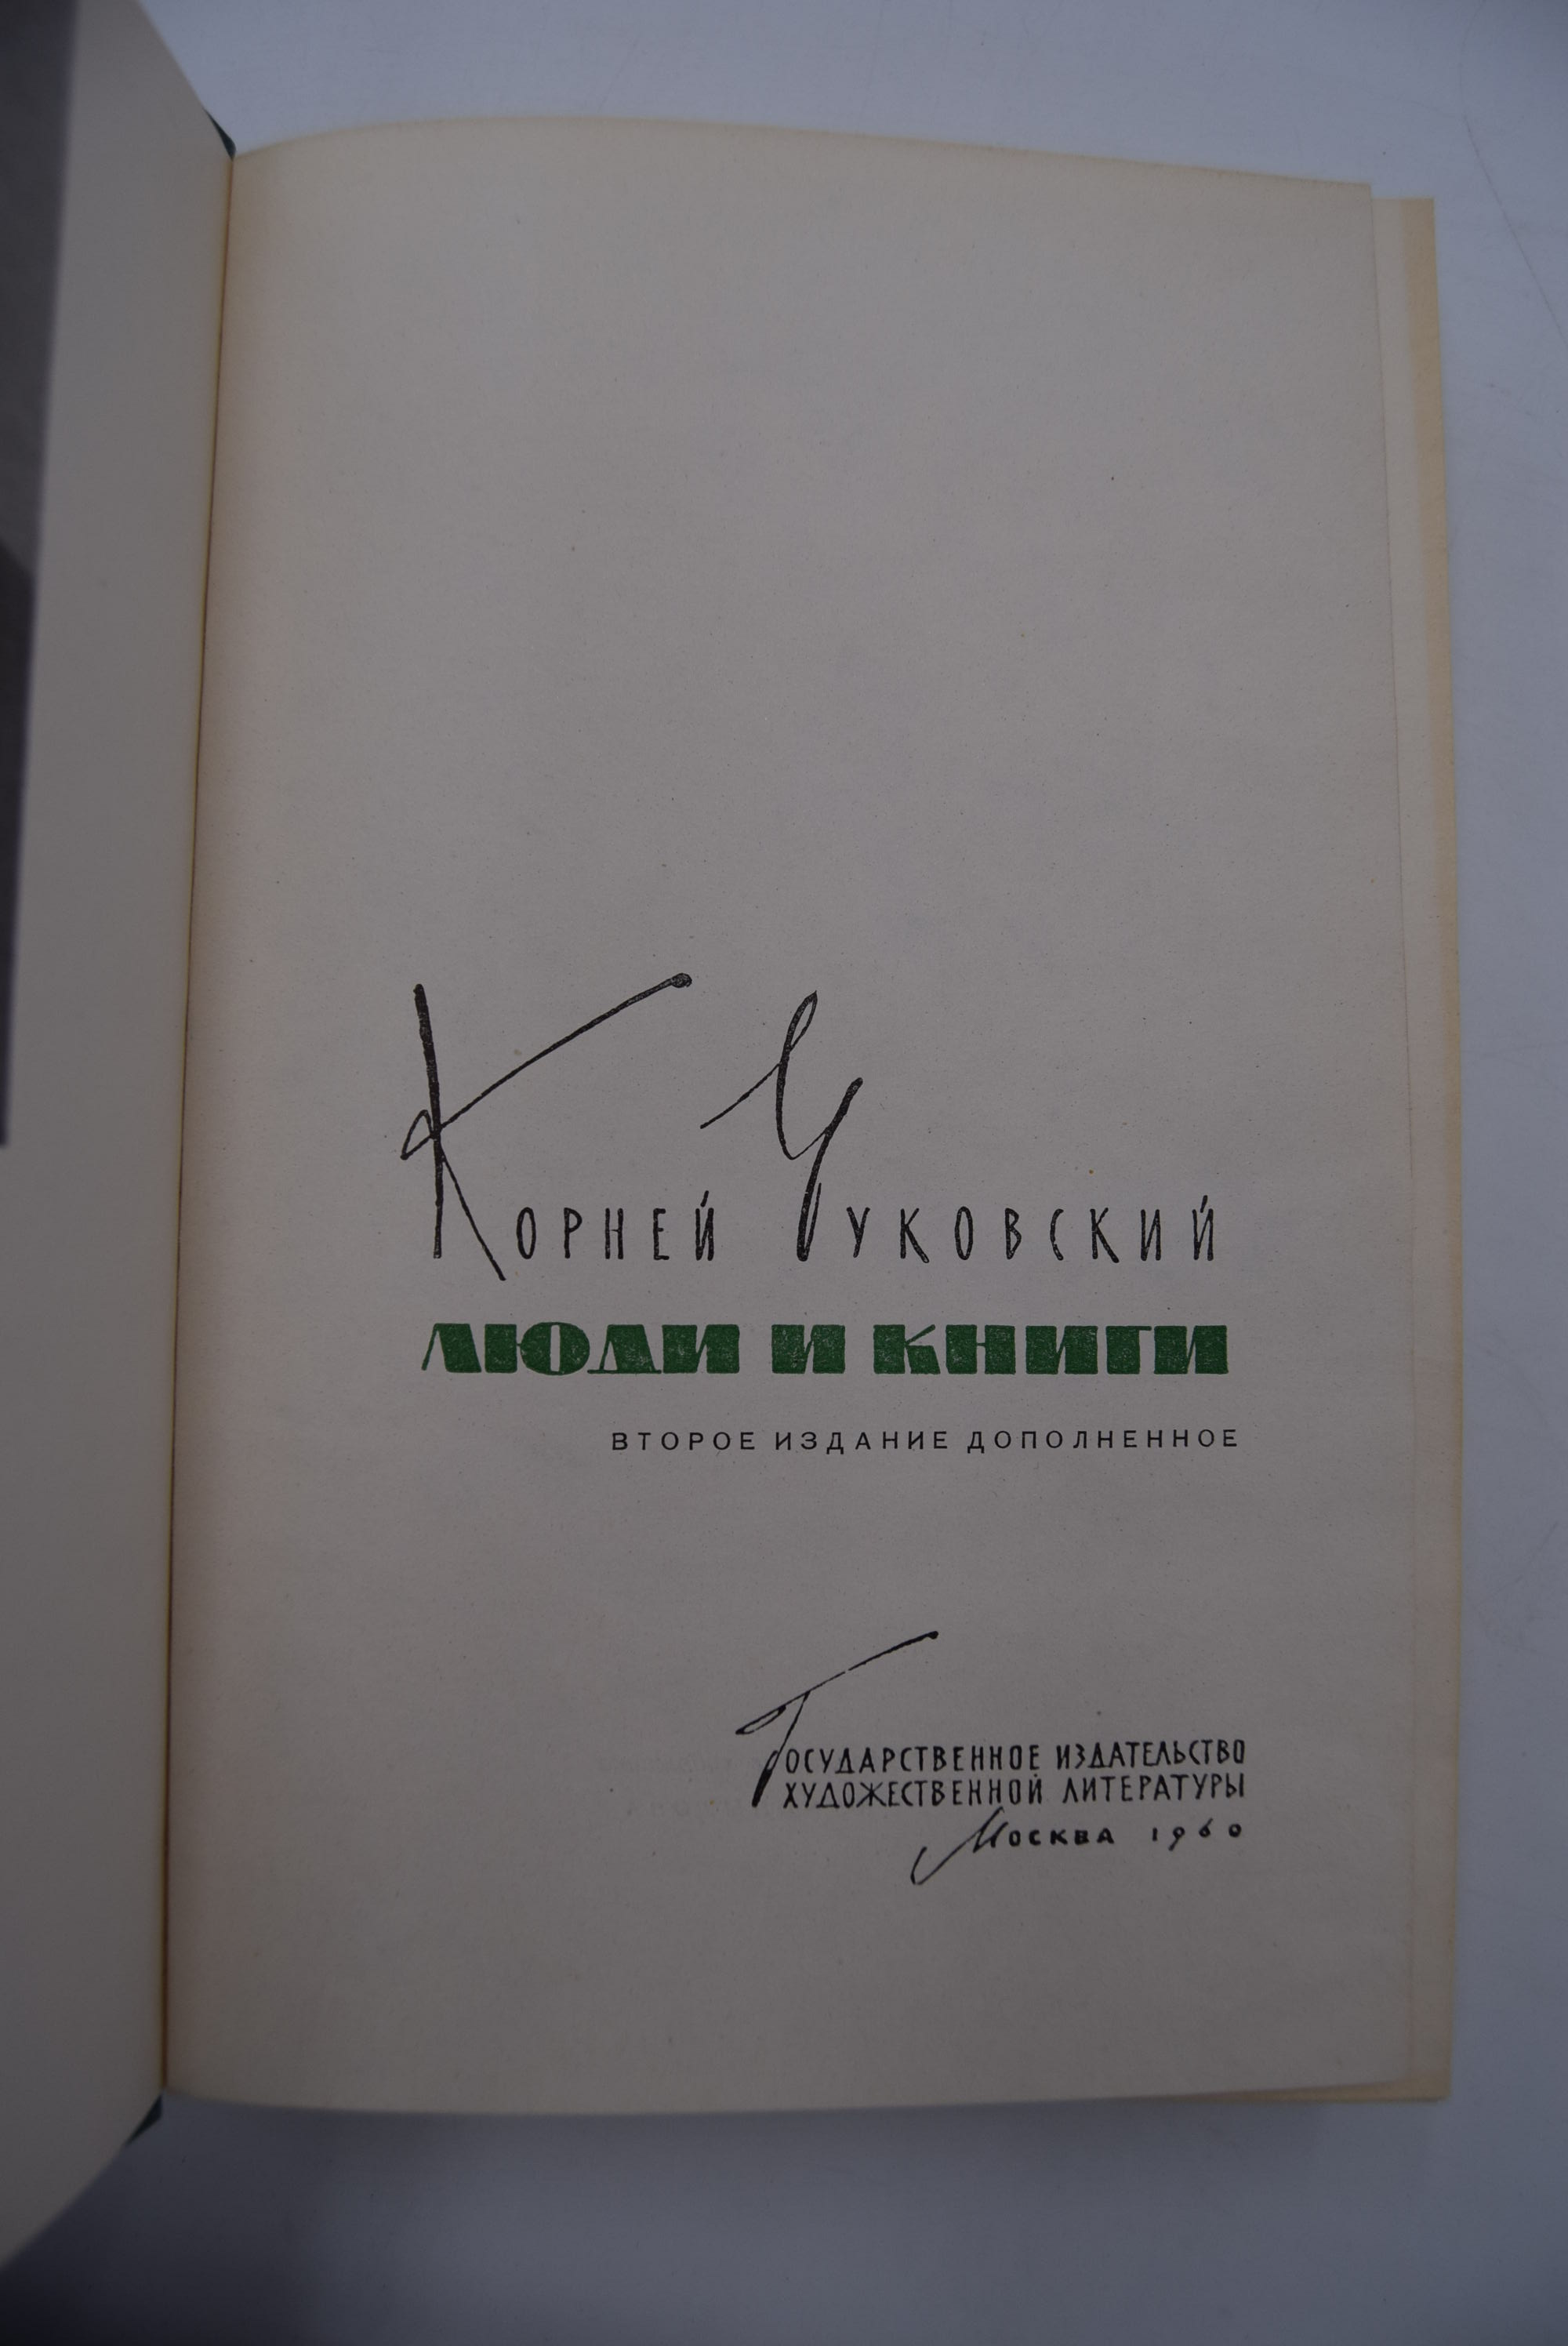 Корней Чуковский
ЛЮДИ И КНИГИ
ВТОРОЕ ИЗДАНИЕ ДОПОЛНЕННОЕ
Государственное издательство
художественной литературы
Москва 1960